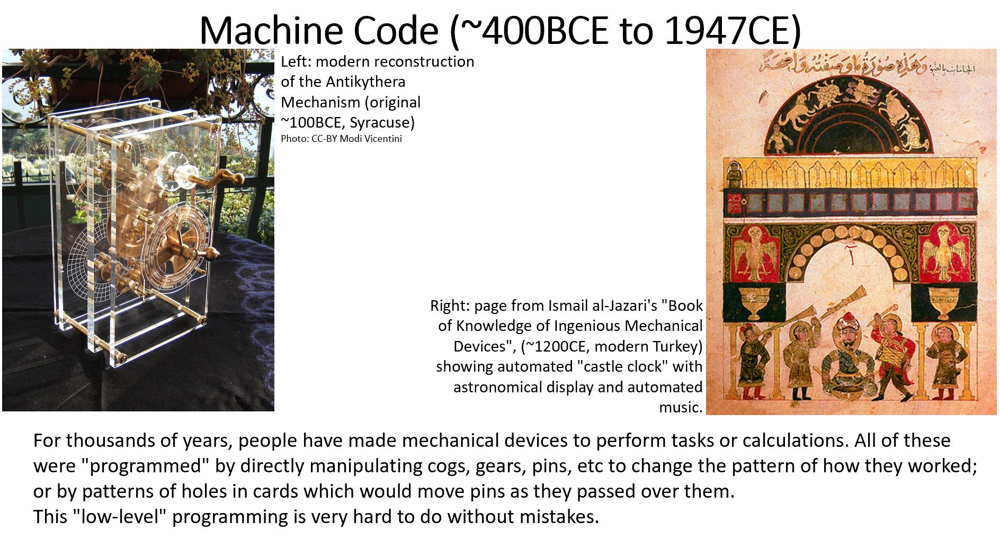 Machine Code (~400BCE to 1947CE)
Left: modern reconstruction
of the Antikythera
Mechanism (original
~100BCE, Syracuse)
Photo: CC-BY Modi Vicentini
وهذه صورة ما وصفته واضحة
الجامات بالضو
Right: page from Ismail al-Jazari's "Book
of Knowledge of Ingenious Mechanical
Devices", (~1200CE, modern Turkey)
showing automated "castle clock" with
astronomical display and automated
music.
For thousands of years, people have made mechanical devices to perform tasks or calculations. All of these
were "programmed" by directly manipulating cogs, gears, pins, etc to change the pattern of how they worked;
or by patterns of holes in cards which would move pins as they passed over them.
This "low-level" programming is very hard to do without mistakes.